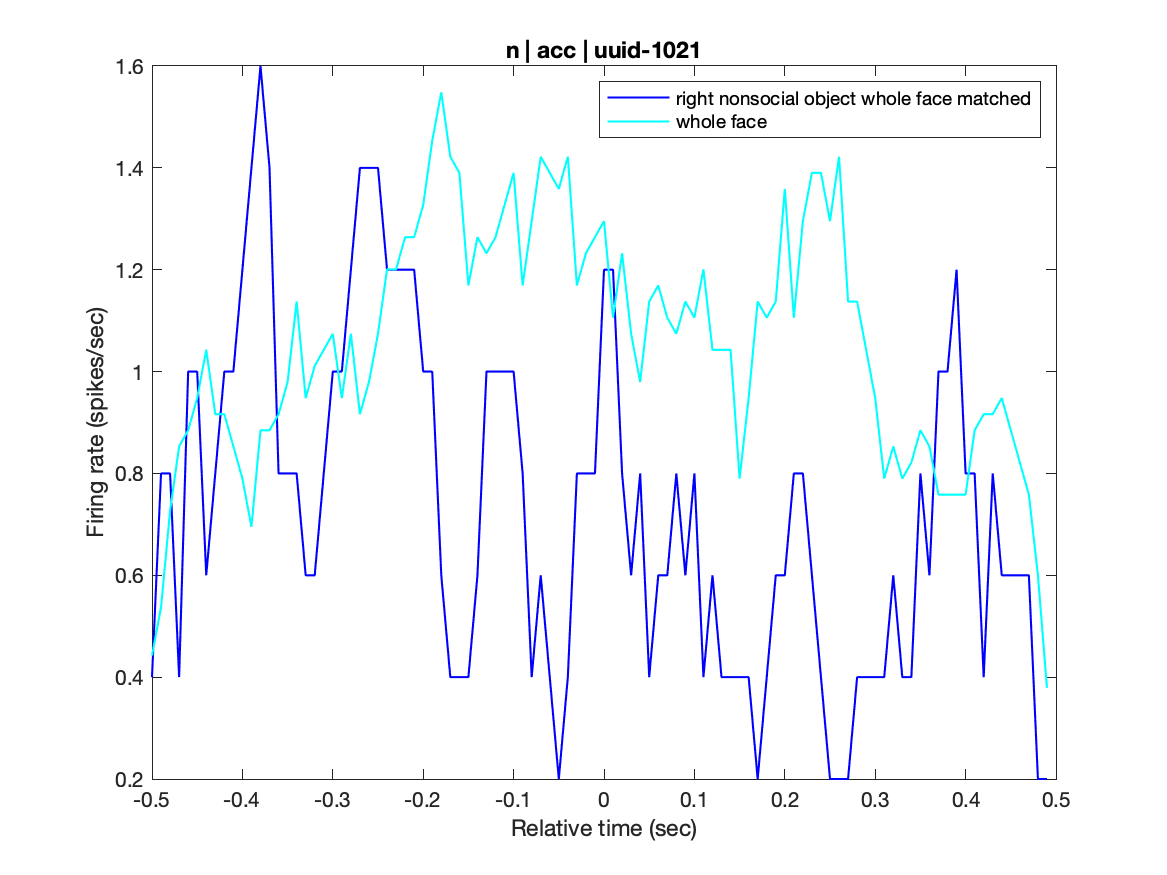 n | acc | uuid-1021
right nonsocial object whole face matched
whole face
Firing rate (spikes/sec)
1.6
1.4
1.2
1
0.8
0.6
0.4
0.2
-0.5 -0.4 -0.3 -0.2 -0.1 0 0.1 0.2 0.3 0.4 0.5
Relative time (sec)